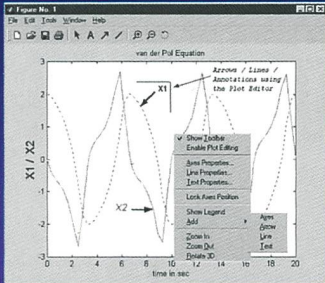 Figure No. 1
File Edit Tools Window Help
van der Pol Equation
Arrows / Lines /
Annotations using
the Plot Editor
X1
X2
X1 / X2
3
2
1
0
-1
-2
-3
Show Toolbar
Enable Plot Editing
Axes Properties...
Line Properties...
Text Properties...
Lock Axes Position
Show Legend
Add
Axes
Arrow
Line
Text
Zoom In
Zoom Out
Rotate 3D
0 2 4 6 8 10 12 14 16 18 20
time in sec